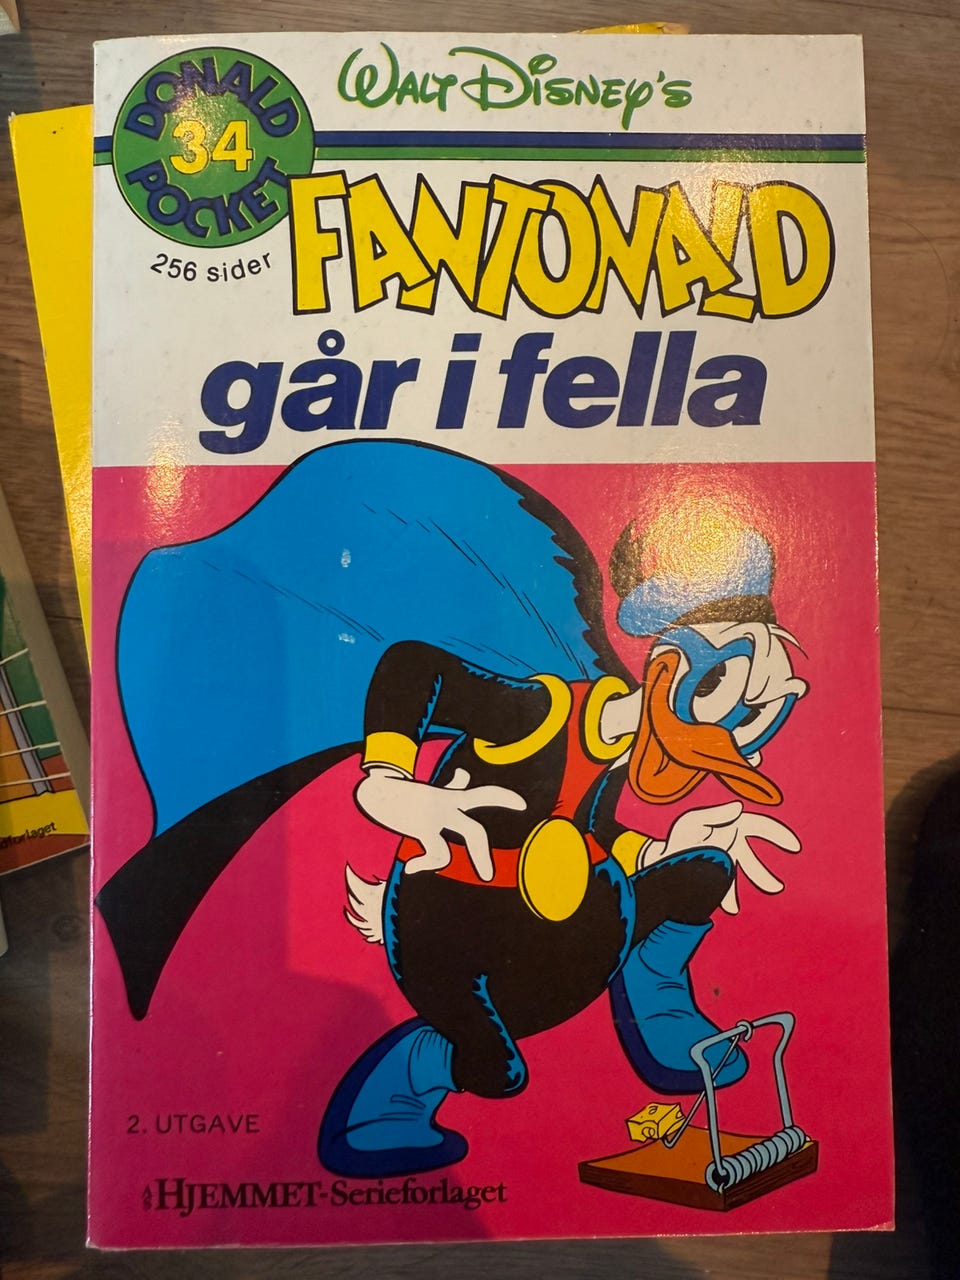 DONALD
34
POCKET
WALT DISNEY'S
256 sider
FANTONALD
går i fella
2. UTGAVE
A/S HJEMMET-Serieforlaget